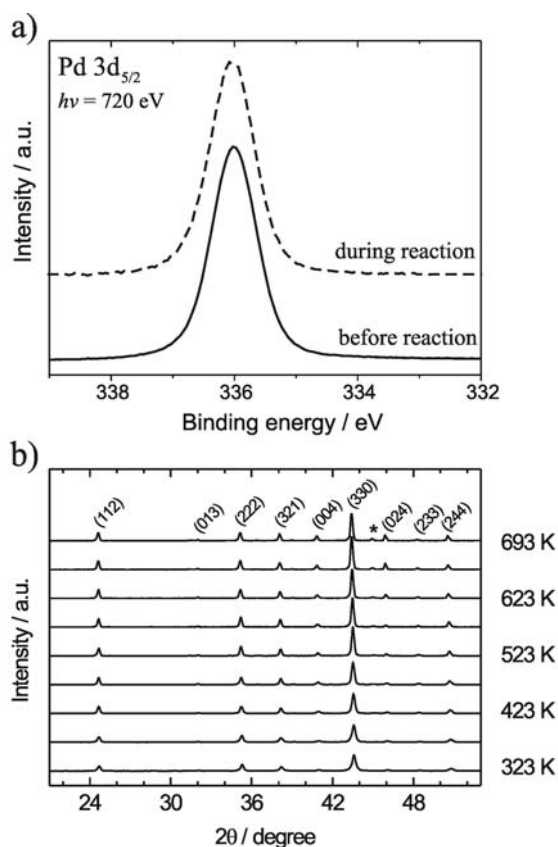 a)
Pd 3d5/2
hν = 720 eV
Intensity / a.u.
during reaction
before reaction
338 336 334 332
Binding energy / eV
b)
(112) (013) (222) (321) (004) (330) * (024) (233) (244)
693 K
623 K
523 K
423 K
323 K
Intensity / a.u.
24 30 36 42 48
2θ / degree